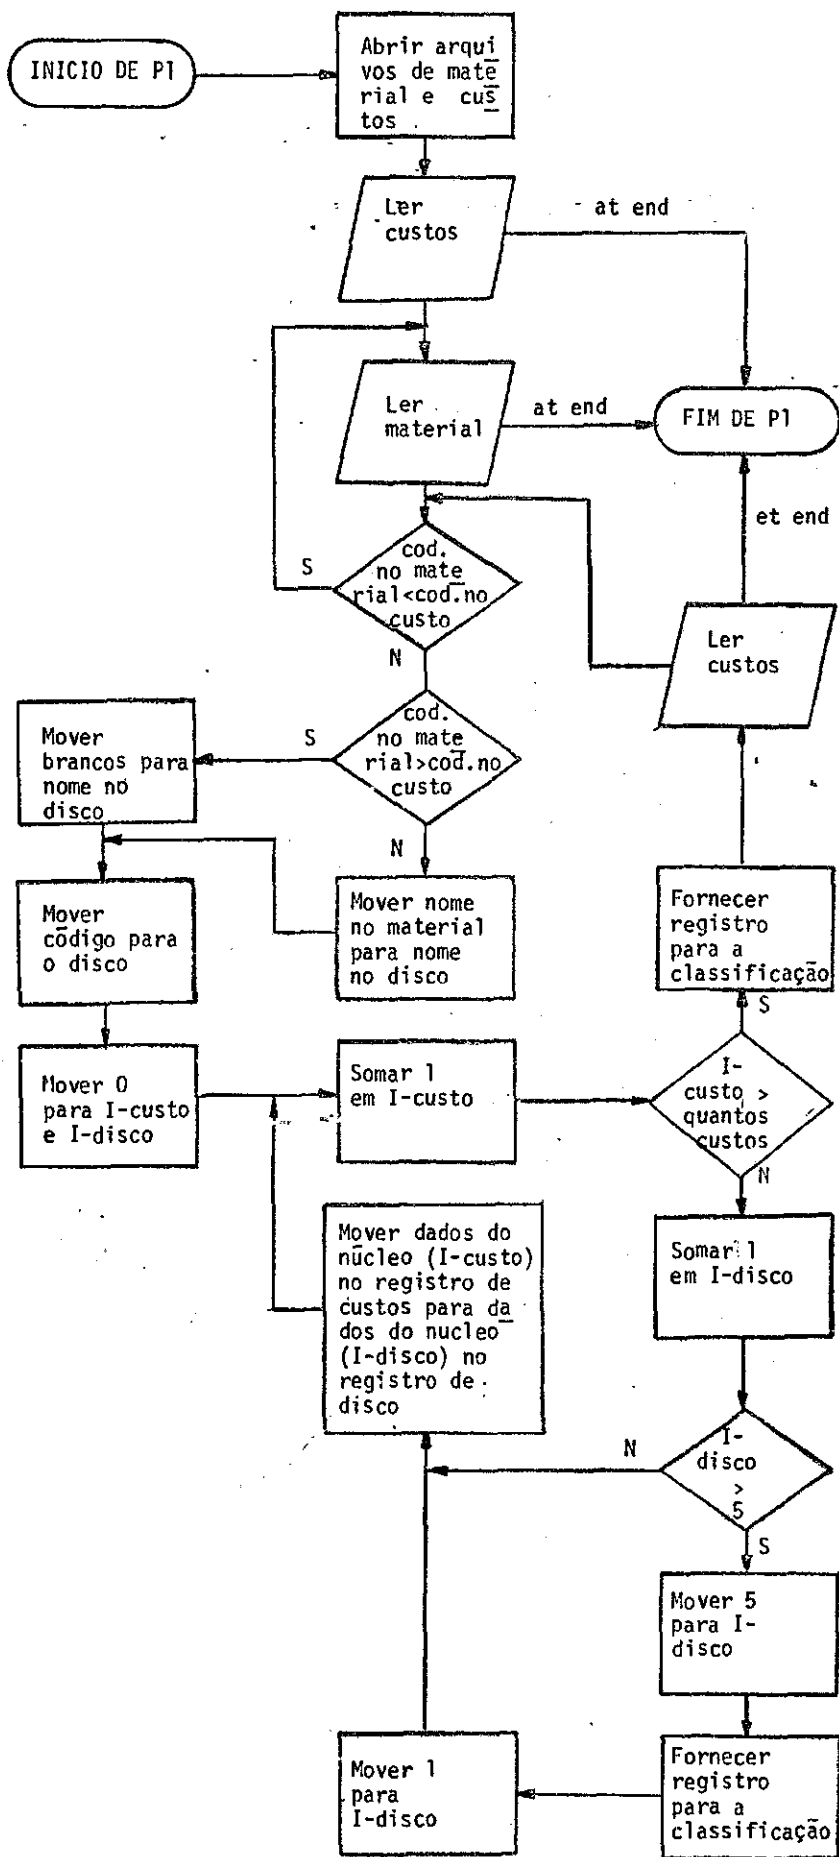 INICIO DE P1
Abrir arqui
vos de mate
rial e cus
tos
Ler
custos
at end
Ler
material
at end
FIM DE P1
et end
cod.
no mate
rial<cod.no
custo
S
N
Ler
custos
cod.
no mate
rial>cod.no
custo
S
N
Mover
brancos para
nome no
disco
Mover
código para
o disco
Mover nome
no material
para nome
no disco
Fornecer
registro
para a
classificação
S
Mover 0
para I-custo
e I-disco
Somar 1
em I-custo
I-
custo >
quantos
custos
N
Mover dados do
núcleo (I-custo)
no registro de
custos para da
dos do nucleo
(I-disco) no
registro de
disco
Somar 1
em I-disco
I-
disco
>
5
N
S
Mover 5
para I-
disco
Mover 1
para
I-disco
Fornecer
registro
para a
classificação